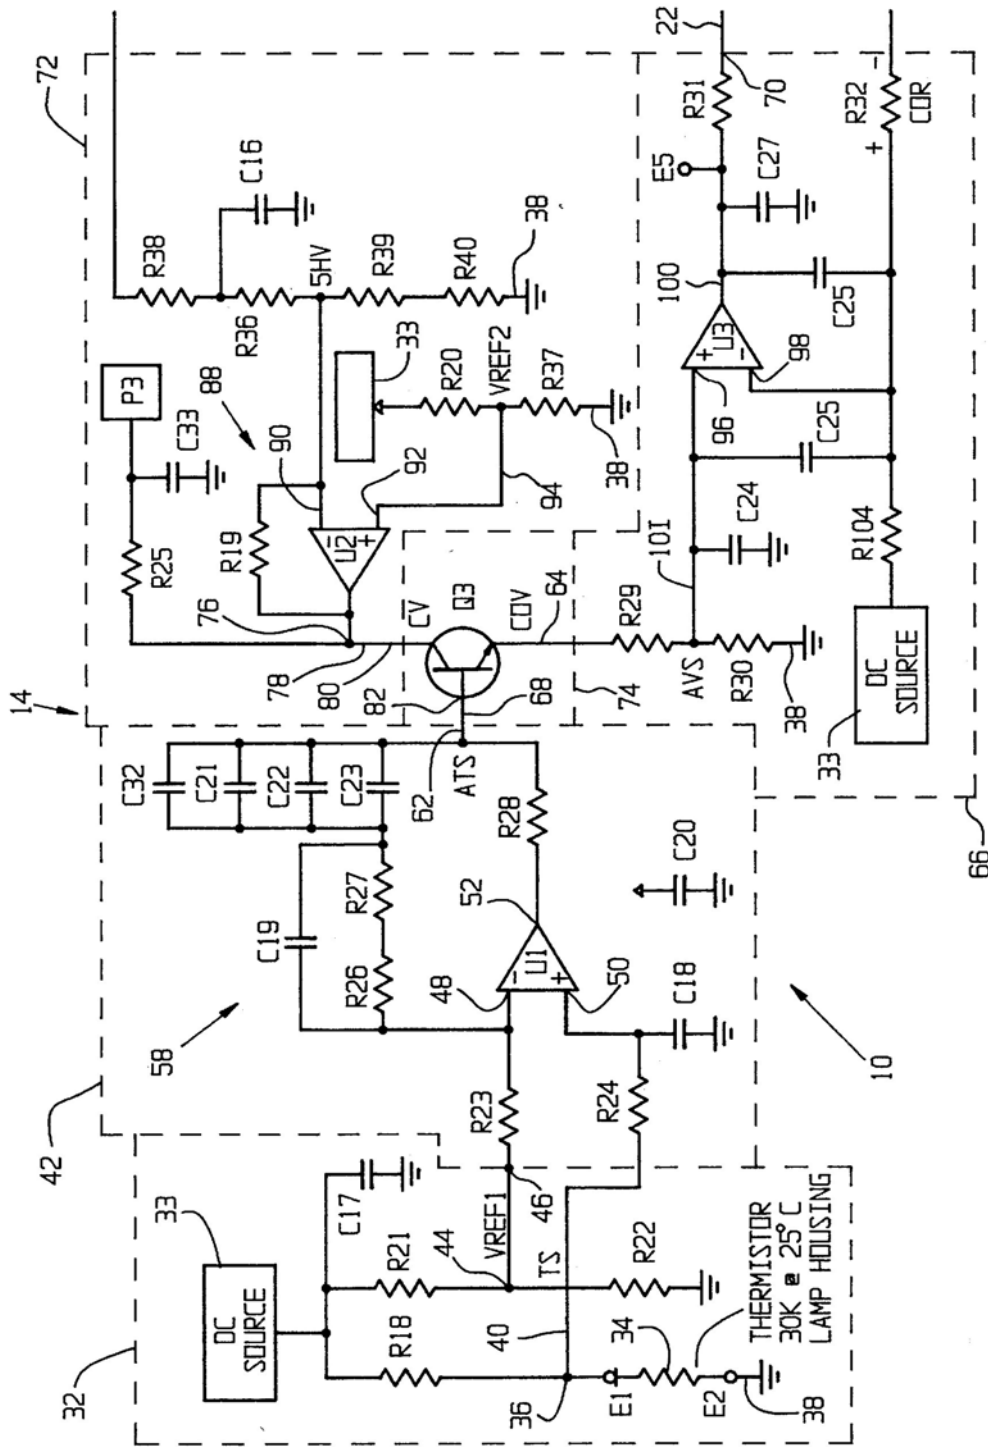 32
42
58
14
72
33
DC
SOURCE
C32
C21
C22
C23
P3
R38
C17
C19
R25
C33
C16
R18
R21
R26
R27
R19
88
R36
5HV
R39
R40
38
44
VREF1
46
R23
48
U1
52
50
R28
62
ATS
76
78
80
82
68
CV
Q3
COV
64
U2
90
92
33
R20
VREF2
R37
94
38
36
40
TS
R22
R24
C18
C20
E1
34
E2
38
THERMISTOR
30K @ 25°C
LAMP HOUSING
10
74
R29
AVS
R30
38
101
C24
C25
96
U3
98
100
C25
C27
E5
R31
70
22
33
DC
SOURCE
R104
+
R32
-
COR
66